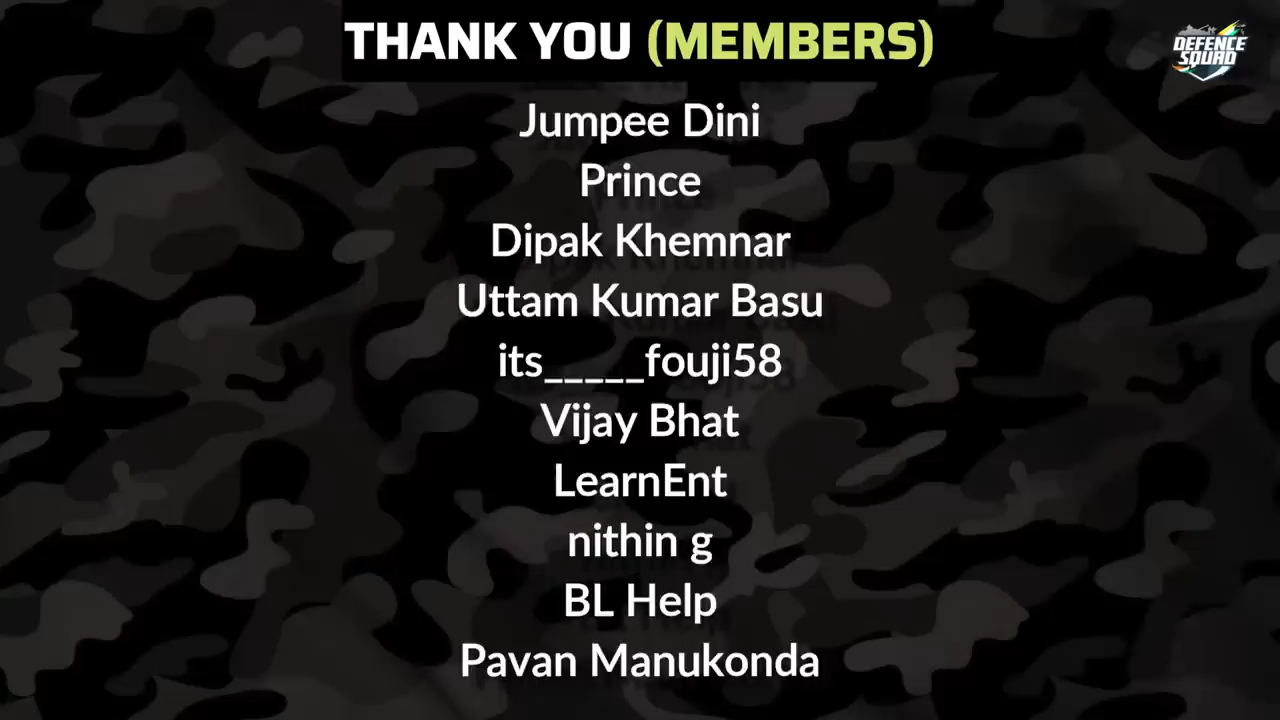 THANK YOU (MEMBERS)
DEFENCE
SQUAD
Jumpee Dini
Prince
Dipak Khemnar
Uttam Kumar Basu
its_____fouji58
Vijay Bhat
LearnEnt
nithin g
BL Help
Pavan Manukonda